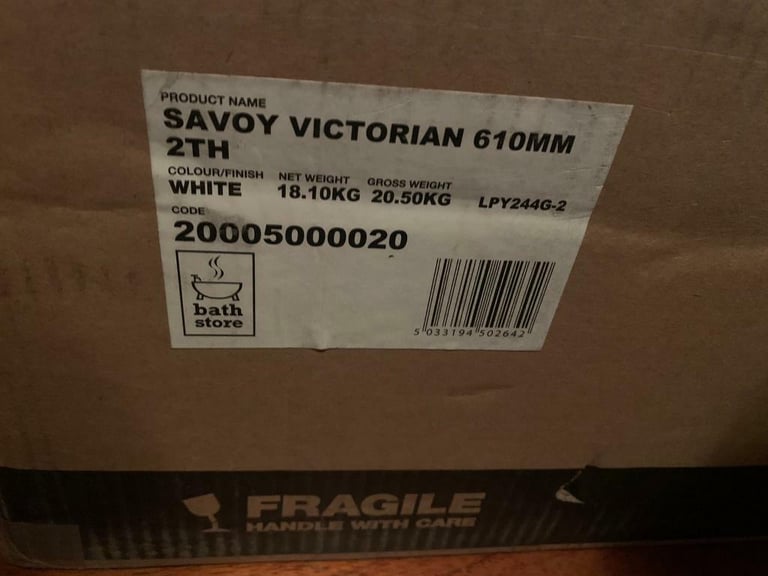 PRODUCT NAME
SAVOY VICTORIAN 610MM
2TH
COLOUR/FINISH NET WEIGHT GROSS WEIGHT
WHITE 18.10KG 20.50KG LPY244G-2
CODE
20005000020
bath
store
5 033194 502642
FRAGILE
HANDLE WITH CARE